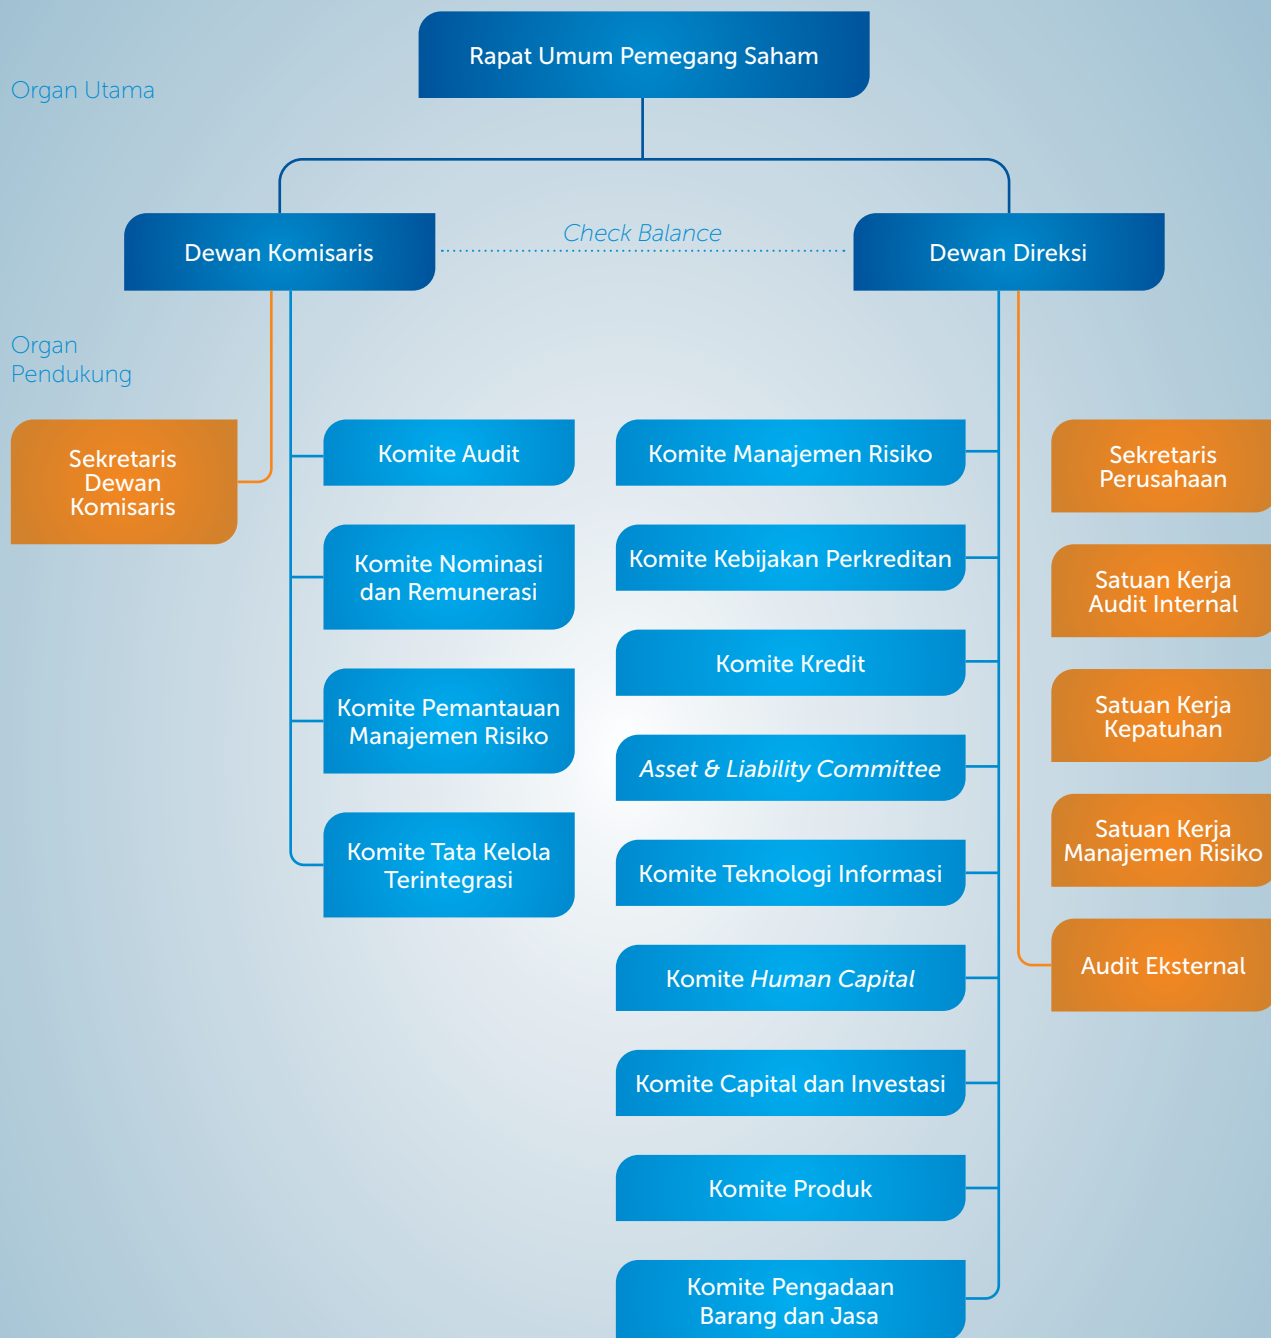 Rapat Umum Pemegang Saham
Organ Utama
Check Balance
Dewan Komisaris
Dewan Direksi
Organ
Pendukung
Sekretaris
Dewan
Komisaris
Komite Audit
Komite Nominasi
dan Remunerasi
Komite Pemantauan
Manajemen Risiko
Komite Tata Kelola
Terintegrasi
Komite Manajemen Risiko
Komite Kebijakan Perkreditan
Komite Kredit
Asset & Liability Committee
Komite Teknologi Informasi
Komite Human Capital
Komite Capital dan Investasi
Komite Produk
Komite Pengadaan
Barang dan Jasa
Sekretaris
Perusahaan
Satuan Kerja
Audit Internal
Satuan Kerja
Kepatuhan
Satuan Kerja
Manajemen Risiko
Audit Eksternal